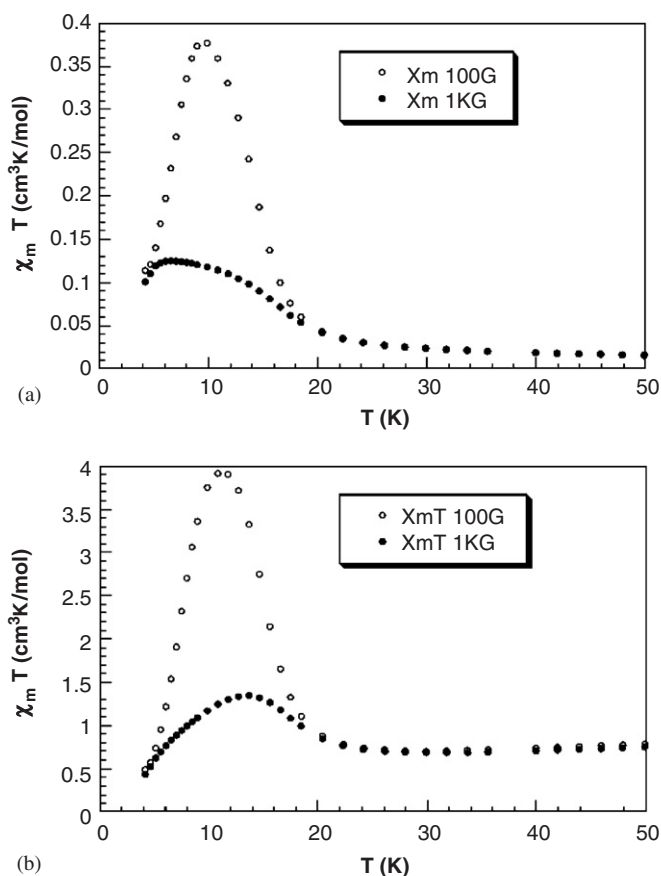 0.4
0.35
0.3
0.25
0.2
0.15
0.1
0.05
0
χm T (cm³K/mol)
Xm 100G
Xm 1KG
0 10 20 30 40 50
(a)
T (K)
4
3.5
3
2.5
2
1.5
1
0.5
0
χm T (cm³K/mol)
XmT 100G
XmT 1KG
0 10 20 30 40 50
(b)
T (K)